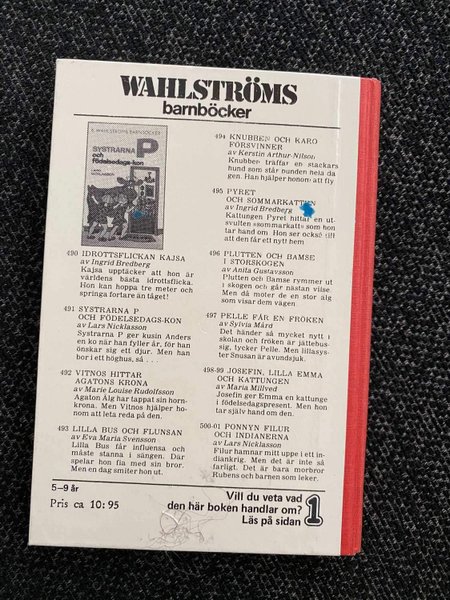 WAHLSTRÖMS
barnböcker
B. WAHLSTRÖMS BARNBÖCKER
SYSTRARNA P
och
födelsedags-kon
LARS
NICKLASSON
490 IDROTTSFLICKAN KAJSA
av Ingrid Bredberg
Kajsa upptäcker att hon är
världens bästa idrottsflicka.
Hon kan hoppa tre meter och
springa fortare än tåget!
491 SYSTRARNA P
OCH FÖDELSEDAGS-KON
av Lars Nicklasson
Systrarna P ger kusin Anders
en ko när han fyller år, för han
önskar sig ett djur. Men han
bor i ett höghus, så . . .
492 VITNOS HITTAR
AGATONS KRONA
av Marie Louise Rudolfsson
Agaton Älg har tappat sin horn-
krona. Men Vitnos hjälper ho-
nom att leta reda på den.
493 LILLA BUS OCH FLUNSAN
av Eva Maria Svensson
Lilla Bus får influensa och
måste stanna i sängen. Där
spelar hon fia med sin bror.
Men en dag smiter hon ut.
494 KNUBBEN OCH KARO
FÖRSVINNER
av Kerstin Arthur-Nilson
Knubben träffar en stackars
hund som står bunden hela da
gen. Han hjälper honom att fly
495 PYRET
OCH SOMMARKATTEN
av Ingrid Bredberg
Kattungen Pyret hittar en ut-
svulten »sommarkatt» som hon
tar hand om. Hon ser också till
att den får ett nytt hem
496 PLUTTEN OCH BAMSE
I STORSKOGEN
av Anita Gustavsson
Plutten och Bamse rymmer ut
i skogen och går nästan vilse.
Men då möter de en stor älg
som visar dem vägen.
497 PELLE FÅR EN FRÖKEN
av Sylvia Mård
Det händer så mycket nytt i
skolan och fröken är jättebus-
sig, tycker Pelle. Men lillasys-
ter Snusan är avundsjuk.
498-99 JOSEFIN, LILLA EMMA
OCH KATTUNGEN
av Maria Millved
Josefin ger Emma en kattunge
i födelsedagspresent. Men hon
tar själv hand om den.
500-01 PONNYN FILUR
OCH INDIANERNA
av Lars Nicklasson
Filur hamnar mitt uppe i ett in-
diankrig. Men det är inte så
farligt. Det är bara morbror
Rubens och barnen som leker.
5–9 år
Pris ca 10:95
Vill du veta vad
den här boken handlar om?
Läs på sidan 1